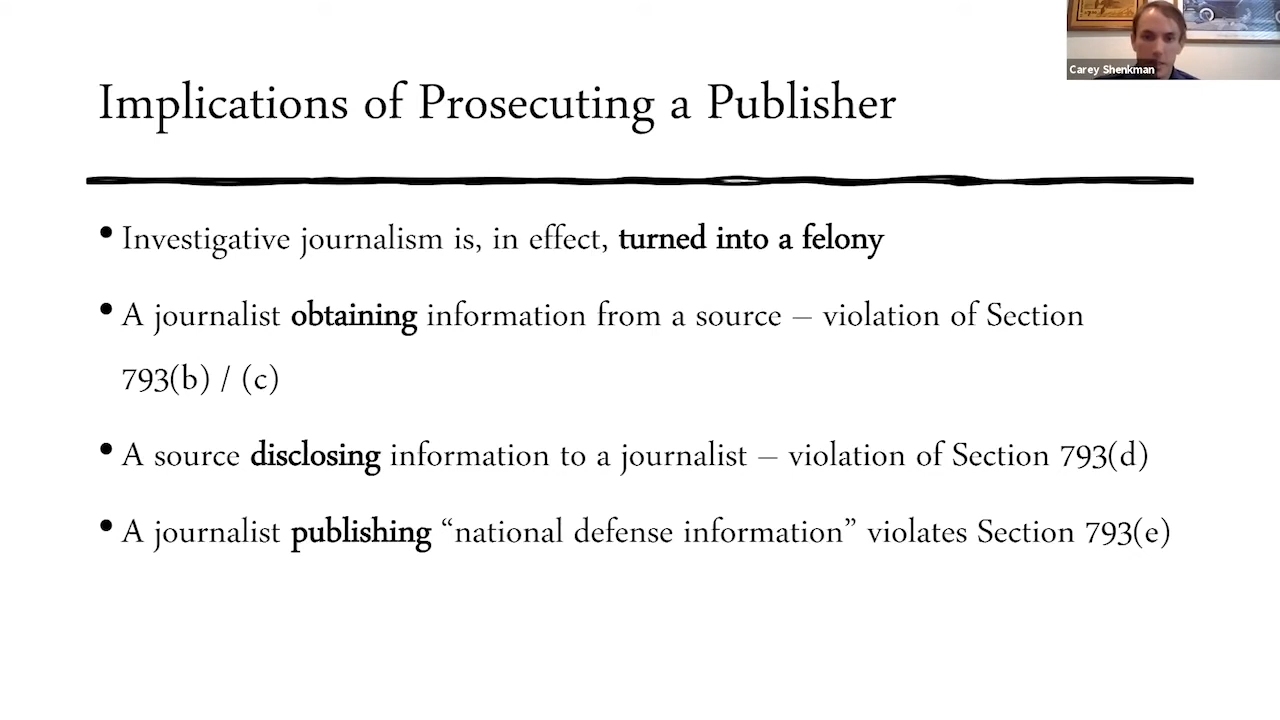 Carey Shenkman
Implications of Prosecuting a Publisher
• Investigative journalism is, in effect, turned into a felony
• A journalist obtaining information from a source – violation of Section
793(b) / (c)
• A source disclosing information to a journalist – violation of Section 793(d)
• A journalist publishing “national defense information” violates Section 793(e)